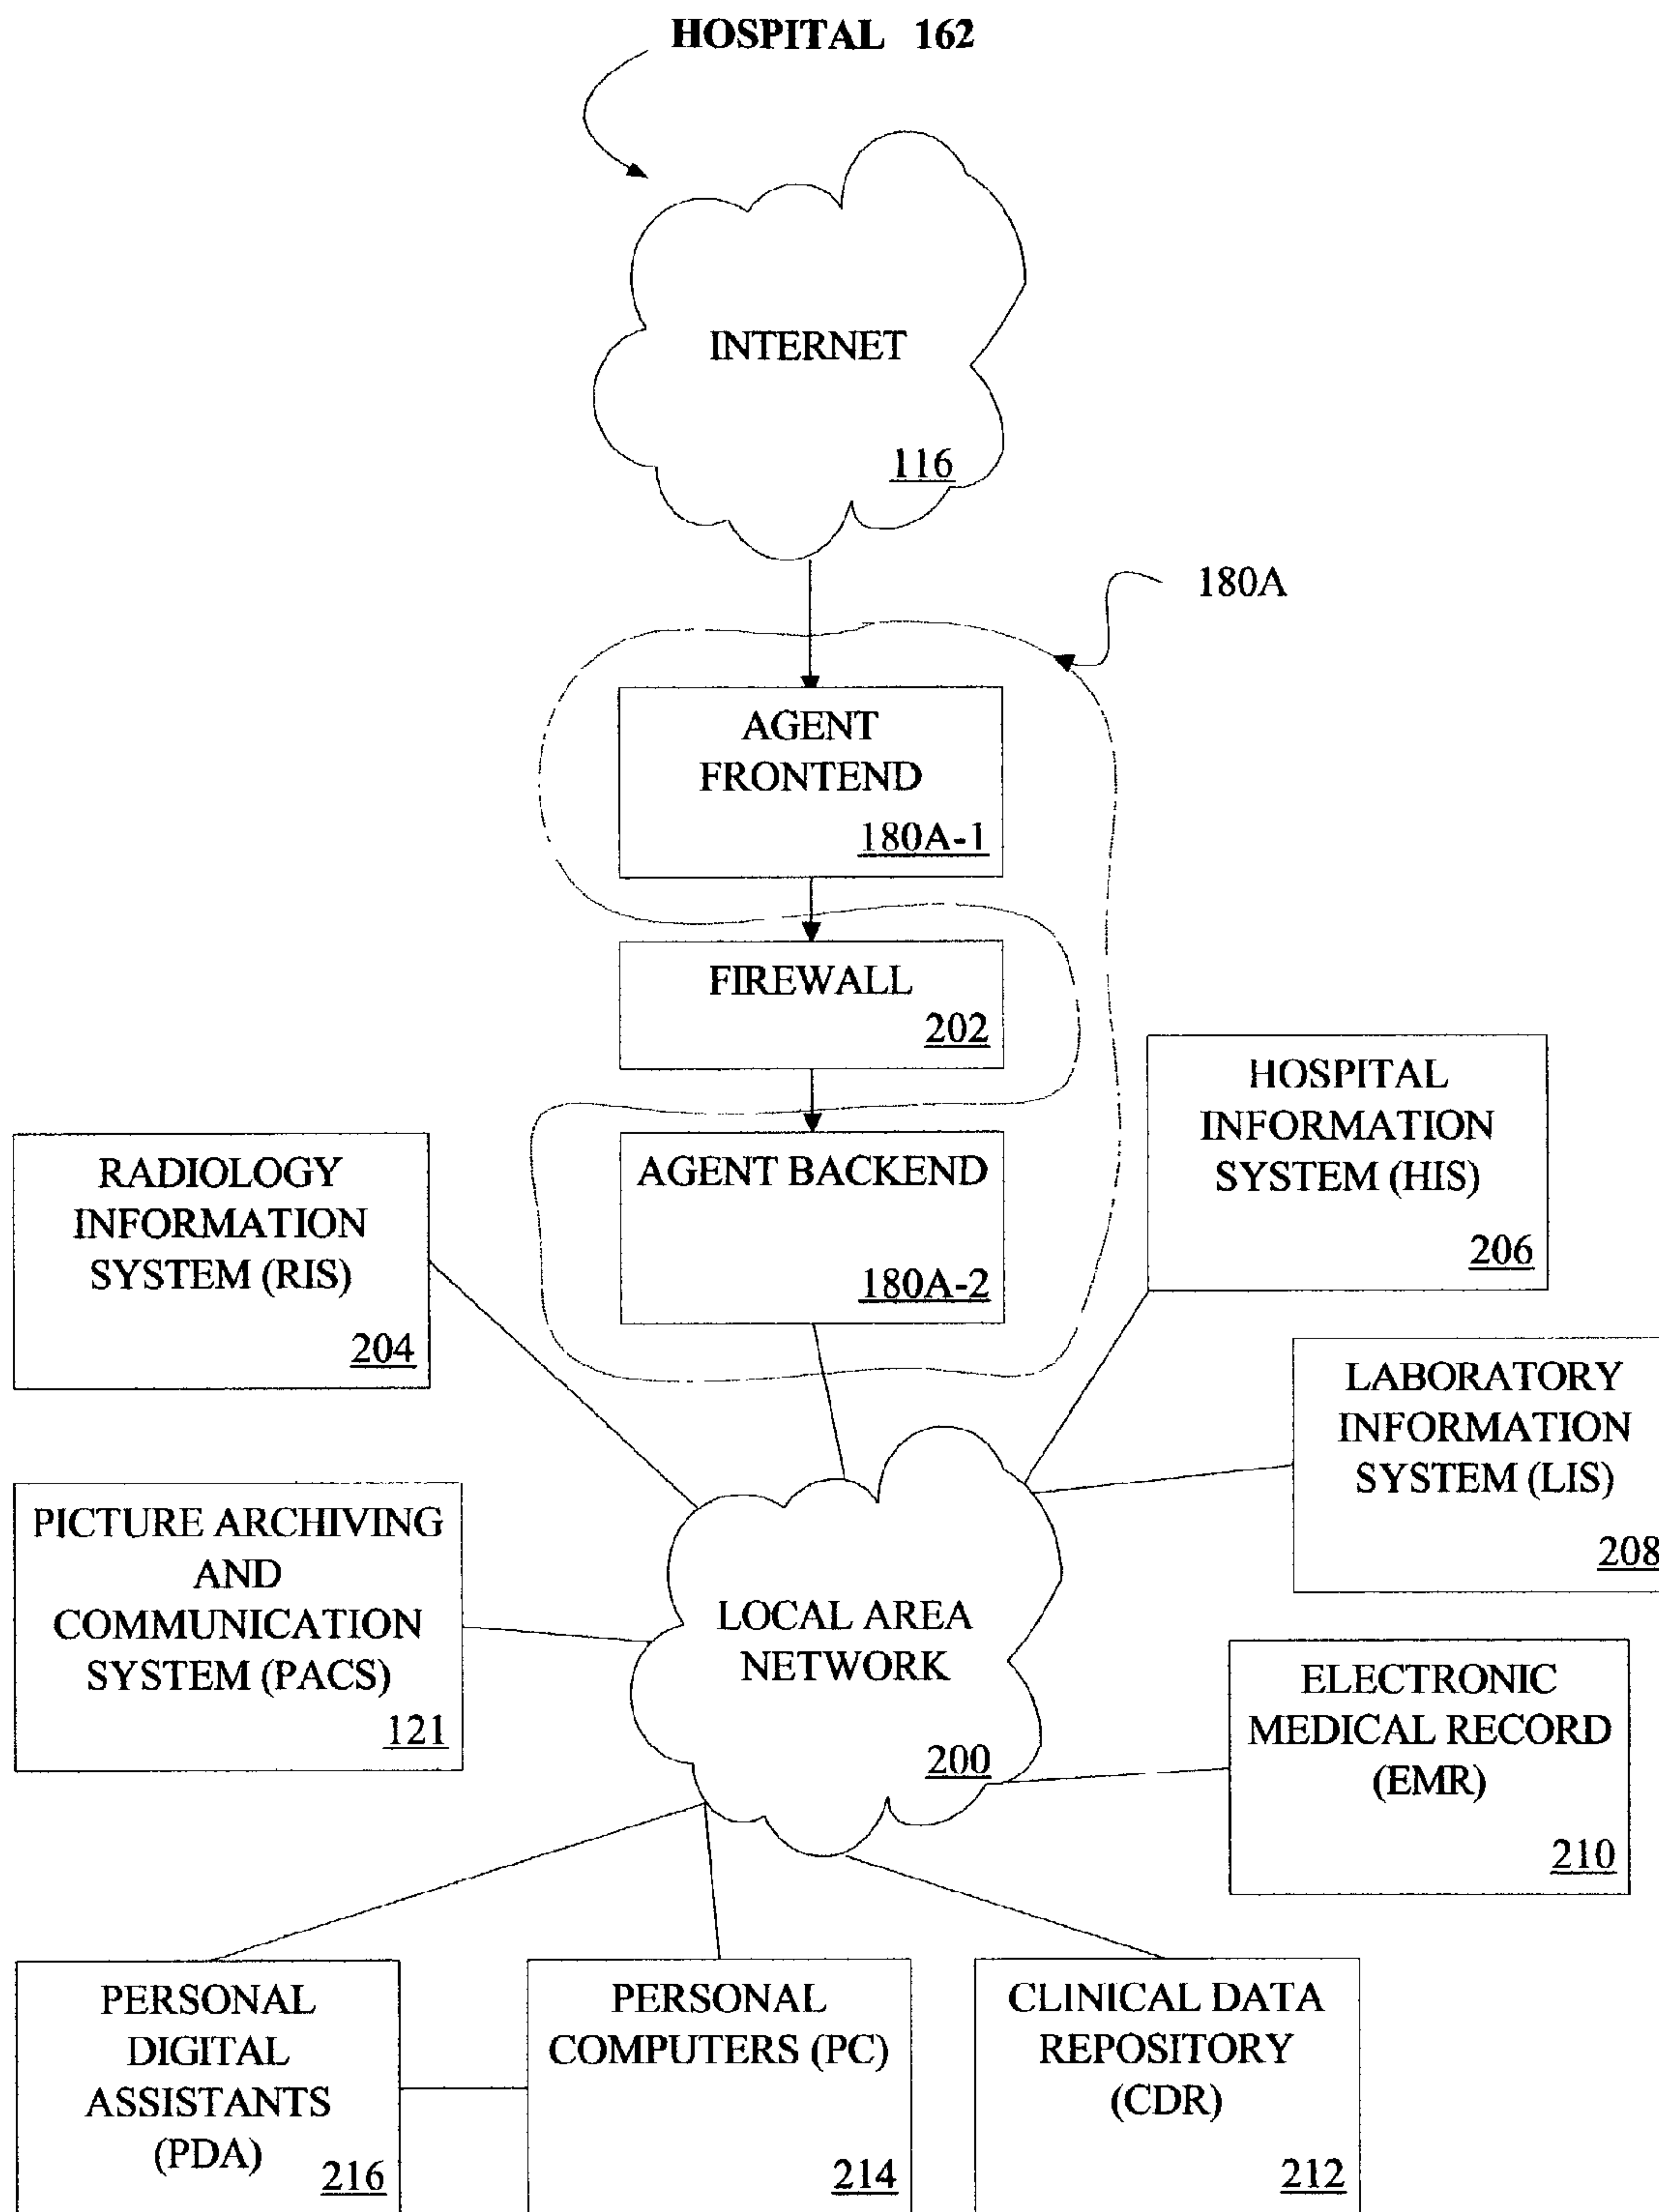 HOSPITAL 162
INTERNET
116
180A
AGENT
FRONTEND
180A-1
FIREWALL
202
AGENT BACKEND
180A-2
HOSPITAL
INFORMATION
SYSTEM (HIS)
206
RADIOLOGY
INFORMATION
SYSTEM (RIS)
204
LABORATORY
INFORMATION
SYSTEM (LIS)
208
PICTURE ARCHIVING
AND
COMMUNICATION
SYSTEM (PACS)
121
LOCAL AREA
NETWORK
200
ELECTRONIC
MEDICAL RECORD
(EMR)
210
PERSONAL
DIGITAL
ASSISTANTS
(PDA)
216
PERSONAL
COMPUTERS (PC)
214
CLINICAL DATA
REPOSITORY
(CDR)
212